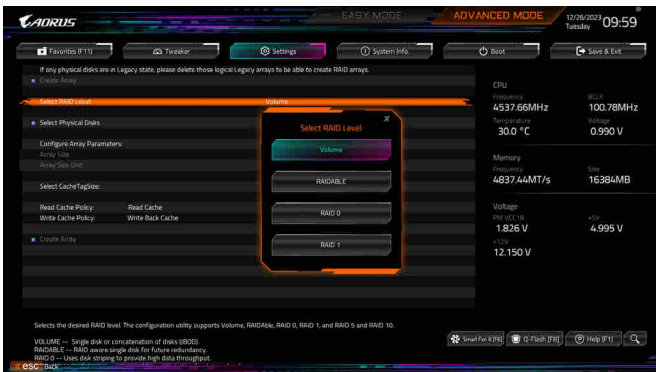 AORUS
EASY MODE
ADVANCED MODE
12/26/2023
Tuesday
09:59
Favorites (F11)
Tweaker
Settings
System Info.
Boot
Save & Exit
If any physical disks are in Legacy state, please delete those logical Legacy arrays to be able to create RAID arrays.
Create Array
Select RAID Level: Volume
Select Physical Disks
Configure Array Parameters:
Array Size
Array Size Unit
Select CacheTagSize:
Read Cache Policy: Read Cache
Write Cache Policy: Write Back Cache
Create Array
Select RAID Level
X
Volume
RAIDABLE
RAID 0
RAID 1
CPU
Frequency BCLK
4537.66MHz 100.78MHz
Temperature Voltage
30.0 °C 0.990 V
Memory
Frequency Size
4837.44MT/s 16384MB
Voltage
PM VCC18 +5V
1.826 V 4.995 V
+12V
12.150 V
Selects the desired RAID level. The configuration utility supports Volume, RAIDAble, RAID 0, RAID 1, and RAID 5 and RAID 10.
VOLUME -- Single disk or concatenation of disks (JBOD).
RAIDABLE -- RAID aware single disk for future redundancy.
RAID 0 -- Uses disk striping to provide high data throughput.
Smart Fan 6 (F6)
Q-Flash (F8)
Help (F1)
esc Back